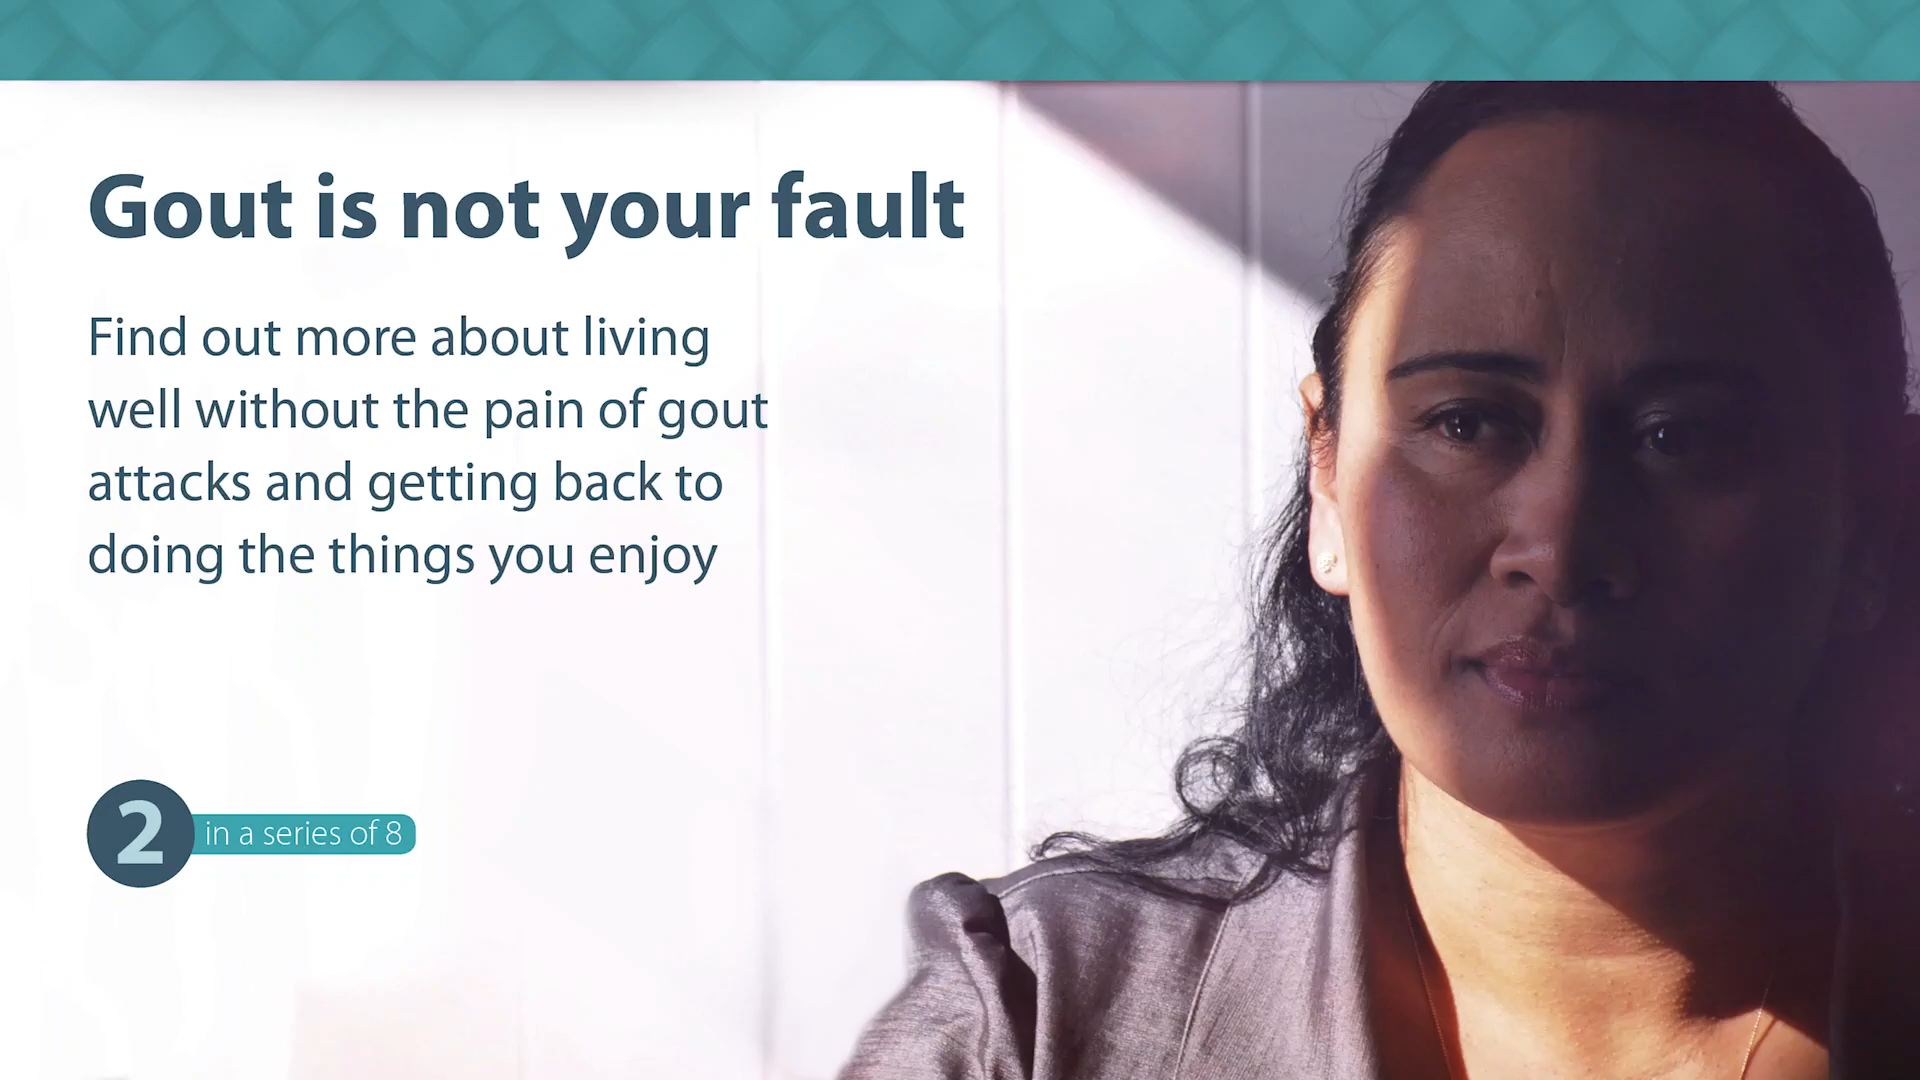 Gout is not your fault
Find out more about living
well without the pain of gout
attacks and getting back to
doing the things you enjoy
2 in a series of 8